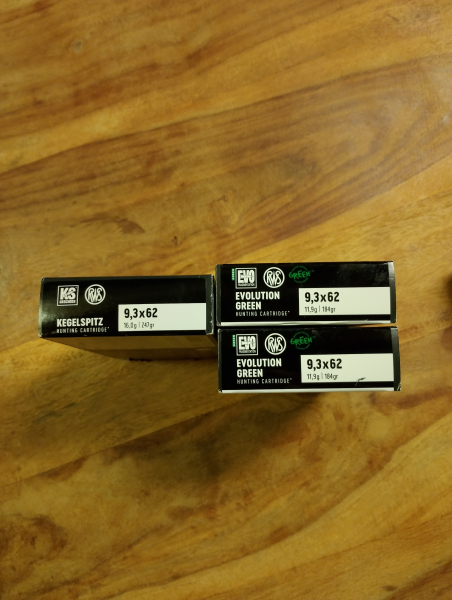 K&S
RWS
9,3x62
KEGELSPITZ
16,0g | 247gr
HUNTING CARTRIDGE
EVO
RWS
GREEN
EVOLUTION
GREEN
9,3x62
HUNTING CARTRIDGE
11,9g | 184gr
EVO
RWS
GREEN
EVOLUTION
GREEN
9,3x62
HUNTING CARTRIDGE
11,9g | 184gr